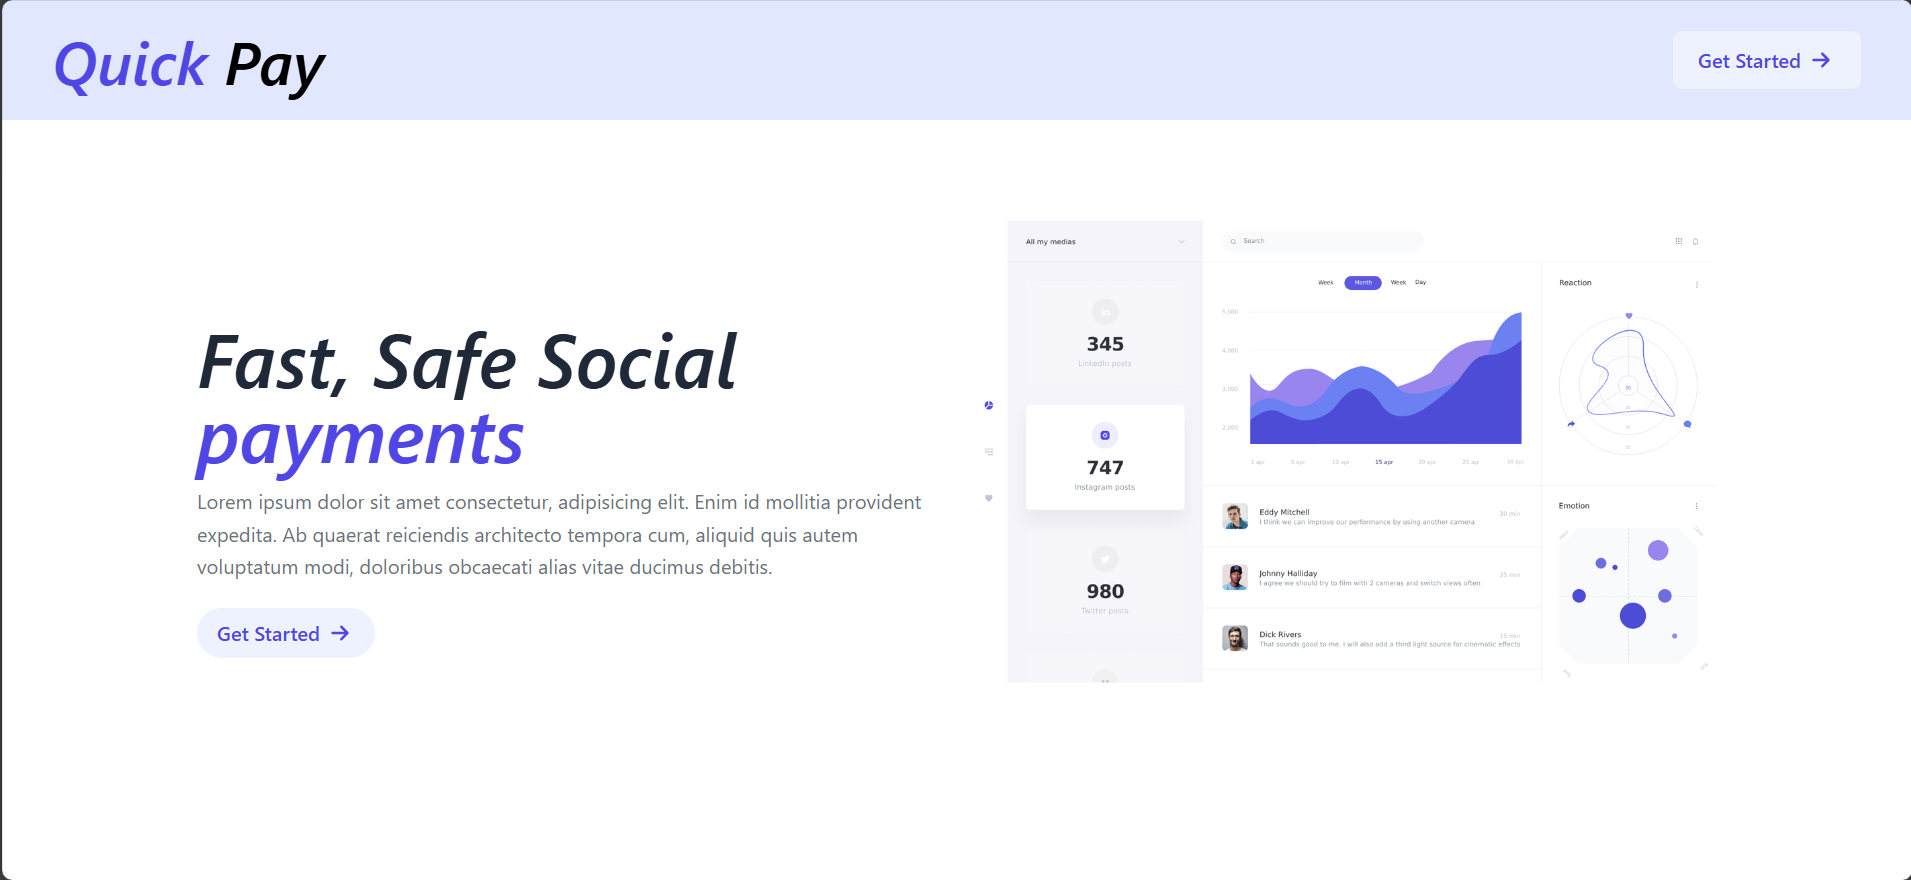 Quick Pay
Get Started
Fast, Safe Social
payments
Lorem ipsum dolor sit amet consectetur, adipisicing elit. Enim id mollitia provident
expedita. Ab quaerat reiciendis architecto tempora cum, aliquid quis autem
voluptatum modi, doloribus obcaecati alias vitae ducimus debitis.
Get Started
All my medias
345
LinkedIn posts
747
Instagram posts
980
Twitter posts
Search
Week Month Week Day
5,000
4,000
3,000
2,000
1 apr 5 apr 10 apr 15 apr 20 apr 25 apr 30 apr
Eddy Mitchell
30 min
I think we can improve our performance by using another camera
Johnny Halliday
25 min
I agree we should try to film with 2 cameras and switch views often
Dick Rivers
15 min
That sounds good to me. I will also add a third light source for cinematic effects
Reaction
Emotion